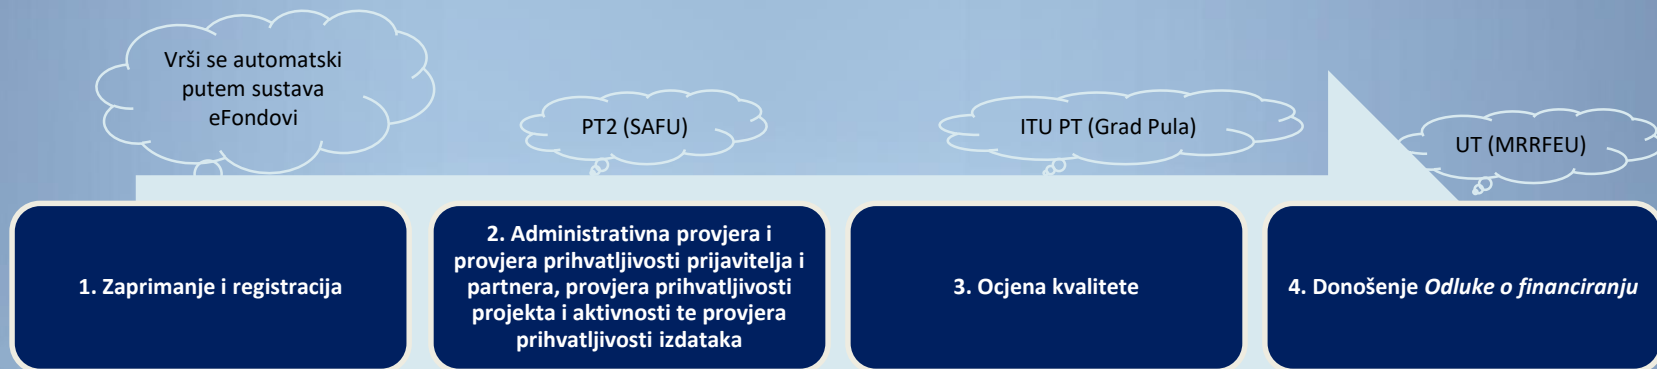 Vrši se automatski
putem sustava
eFondovi
PT2 (SAFU)
ITU PT (Grad Pula)
UT (MRRFEU)
1. Zaprimanje i registracija
2. Administrativna provjera i
provjera prihvatljivosti prijavitelja i
partnera, provjera prihvatljivosti
projekta i aktivnosti te provjera
prihvatljivosti izdataka
3. Ocjena kvalitete
4. Donošenje Odluke o financiranju